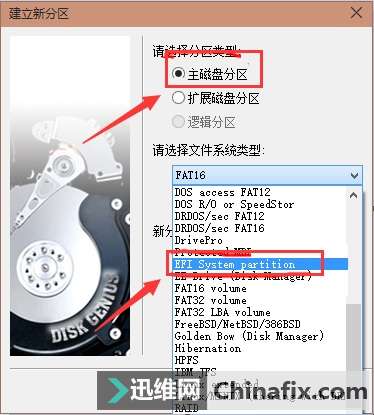 建立新分区
请选择分区类型:
主磁盘分区
扩展磁盘分区
逻辑分区
请选择文件系统类型:
FAT16
DOS access FAT12
DOS R/O or SpeedStor
DRDOS/sec FAT12
DRDOS/sec FAT16
DrivePro
新分
EFI System partition
EZ-Drive (Disk Manager)
FAT16 volume
FAT32 volume
FAT32 LBA volume
FreeBSD/NetBSD/386BSD
Golden Bow (Disk Manager)
Hibernation
HPFS
IBM JFS
extended
RAID
DISK GENIUS
迅维网-Chinafix.com